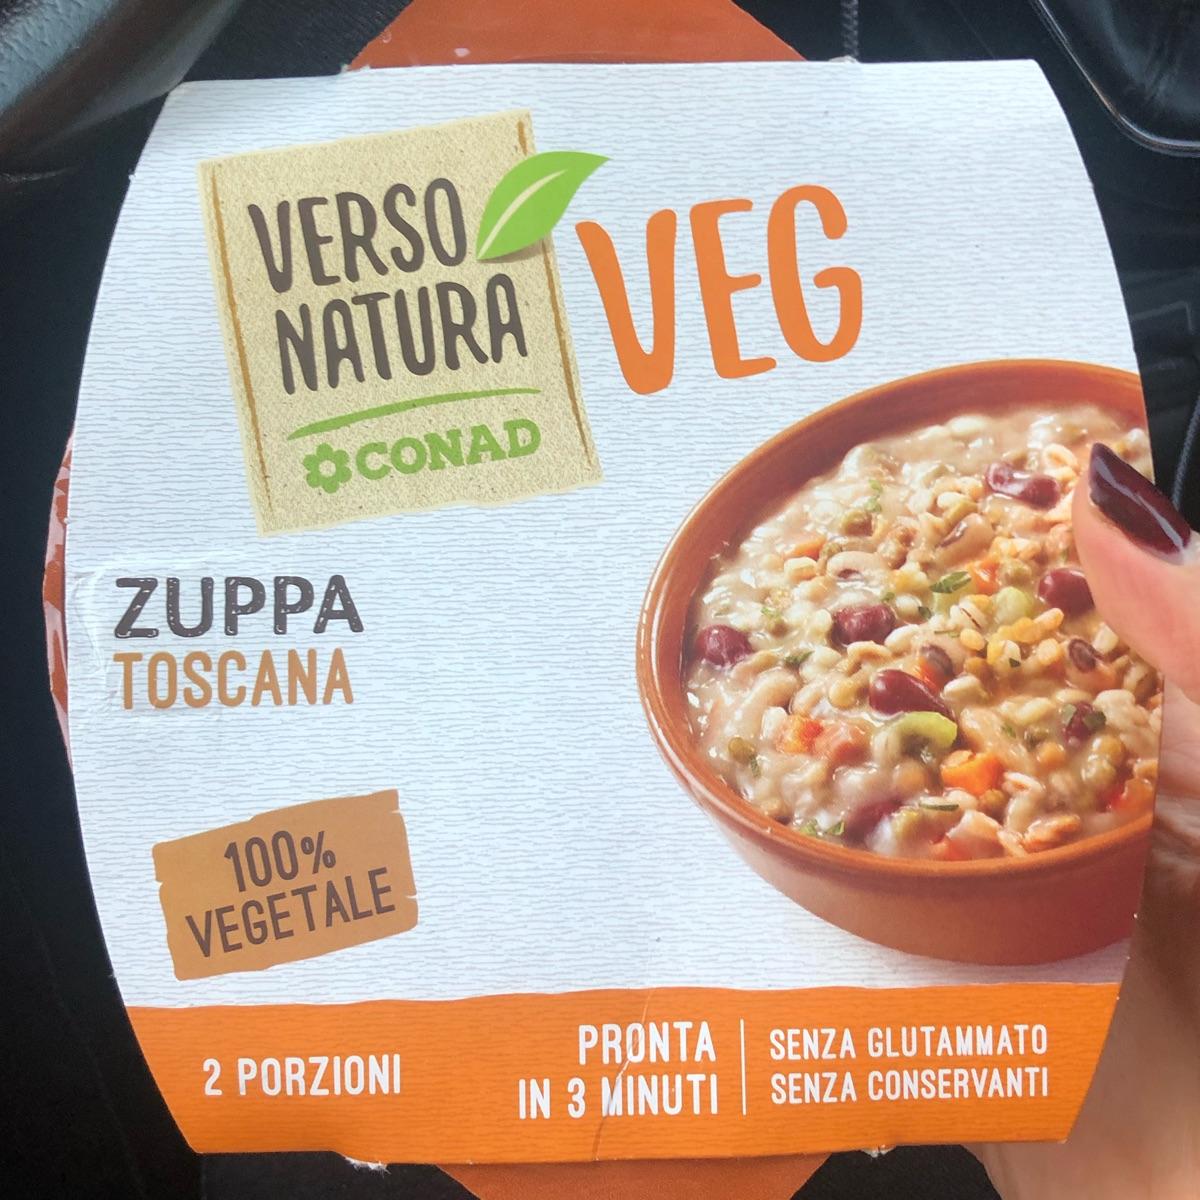 VERSO
NATURA
CONAD
VEG
ZUPPA
TOSCANA
100%
VEGETALE
2 PORZIONI
PRONTA
IN 3 MINUTI
SENZA GLUTAMMATO
SENZA CONSERVANTI